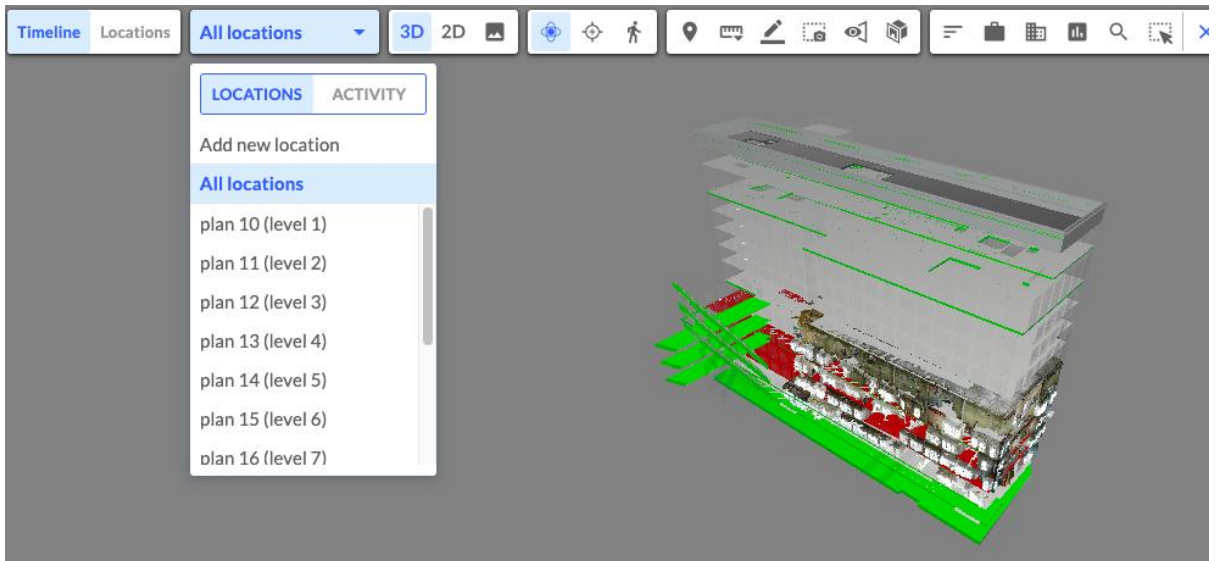 Timeline Locations All locations 3D 2D
LOCATIONS ACTIVITY
Add new location
All locations
plan 10 (level 1)
plan 11 (level 2)
plan 12 (level 3)
plan 13 (level 4)
plan 14 (level 5)
plan 15 (level 6)
plan 16 (level 7)